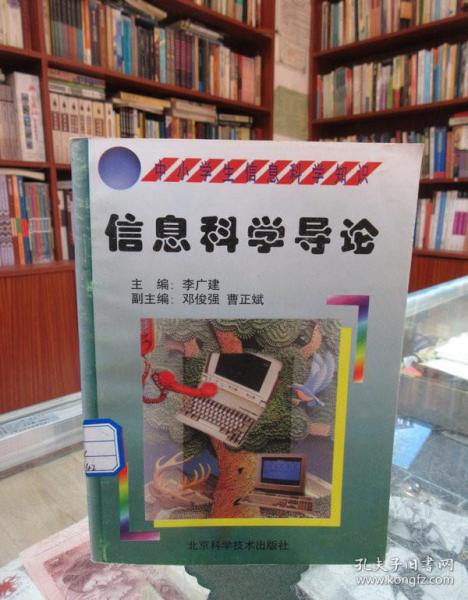 中小学生信息科学知识
信息科学导论
主 编: 李广建
副主编: 邓俊强 曹正斌
北京科学技术出版社
孔夫子旧书网
www.kongfz.com